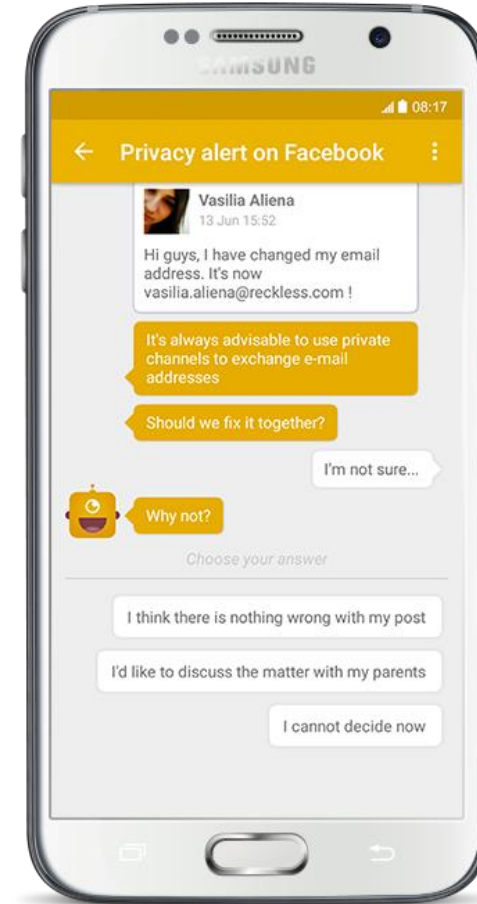 SAMSUNG
08:17
Privacy alert on Facebook
Vasilia Aliena
13 Jun 15:52
Hi guys, I have changed my email
address. It's now
vasilia.aliena@reckless.com !
It's always advisable to use private
channels to exchange e-mail
addresses
Should we fix it together?
I'm not sure...
Why not?
Choose your answer
I think there is nothing wrong with my post
I'd like to discuss the matter with my parents
I cannot decide now